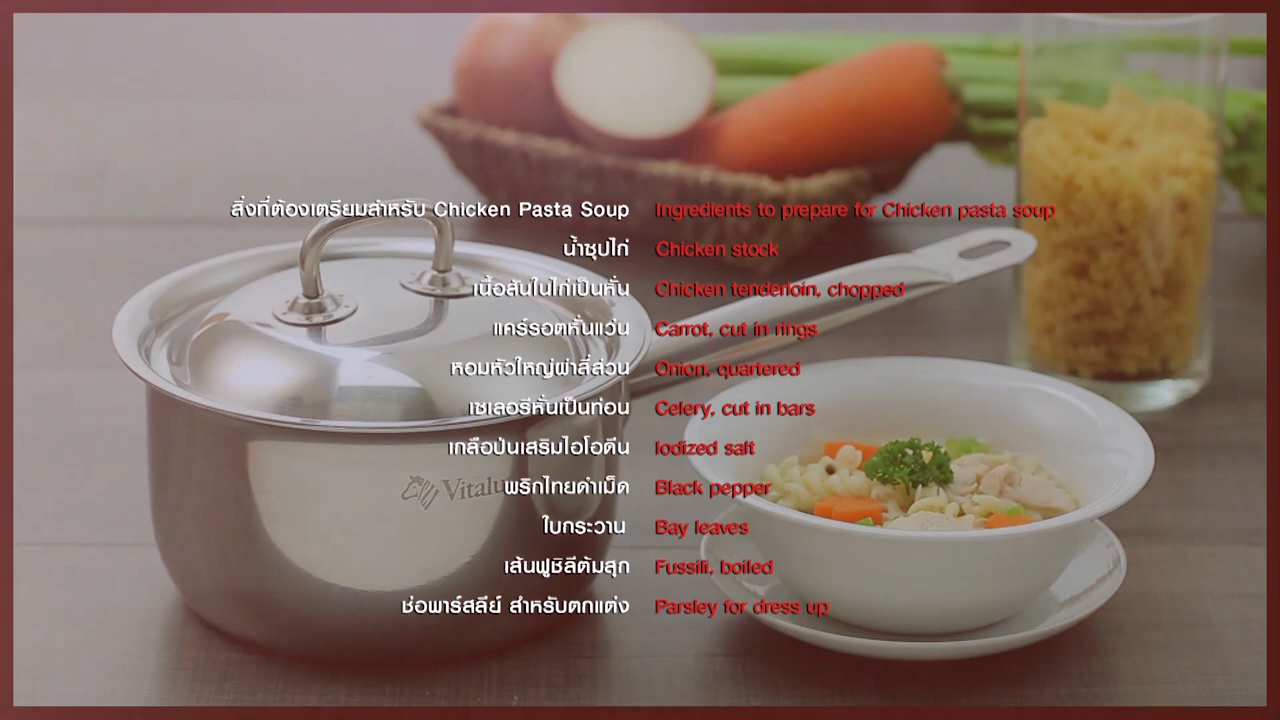 สิ่งที่ต้องเตรียมสำหรับ Chicken Pasta Soup Ingredients to prepare for Chicken pasta soup
น้ำซุปไก่ Chicken stock
เนื้อสันในไก่เป็นหั่น Chicken tenderloin, chopped
แคร์รอตหั่นแว่น Carrot, cut in rings
หอมหัวใหญ่ผ่าสี่ส่วน Onion, quartered
เซเลอรีหั่นเป็นท่อน Celery, cut in bars
เกลือป่นเสริมไอโอดีน Iodized salt
Vitalu
พริกไทยดำเม็ด Black pepper
ใบกระวาน Bay leaves
เส้นฟูซิลีต้มสุก Fussili, boiled
ช่อพาร์สลีย์ สำหรับตกแต่ง Parsley for dress up